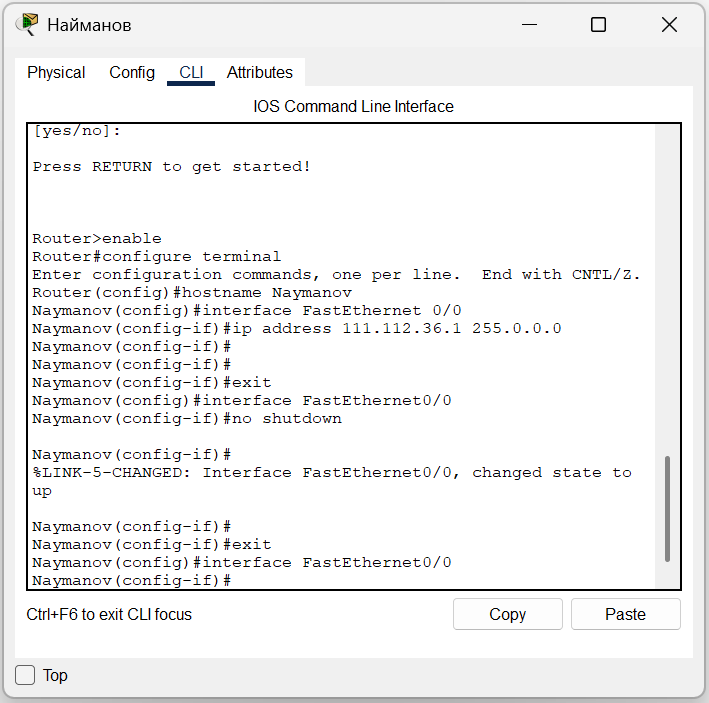 Найманов
Physical Config CLI Attributes
IOS Command Line Interface
[yes/no]:
Press RETURN to get started!
Router>enable
Router#configure terminal
Enter configuration commands, one per line.  End with CNTL/Z.
Router(config)#hostname Naymanov
Naymanov(config)#interface FastEthernet 0/0
Naymanov(config-if)#ip address 111.112.36.1 255.0.0.0
Naymanov(config-if)#
Naymanov(config-if)#
Naymanov(config-if)#exit
Naymanov(config)#interface FastEthernet0/0
Naymanov(config-if)#no shutdown
Naymanov(config-if)#
%LINK-5-CHANGED: Interface FastEthernet0/0, changed state to
up
Naymanov(config-if)#
Naymanov(config-if)#exit
Naymanov(config)#interface FastEthernet0/0
Naymanov(config-if)#
Ctrl+F6 to exit CLI focus
Copy Paste
Top